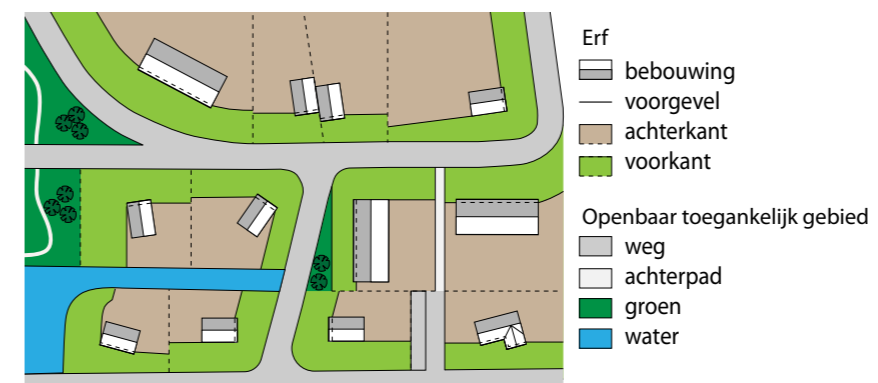 Erf
bebouwing
voorgevel
achterkant
voorkant
Openbaar toegankelijk gebied
weg
achterpad
groen
water